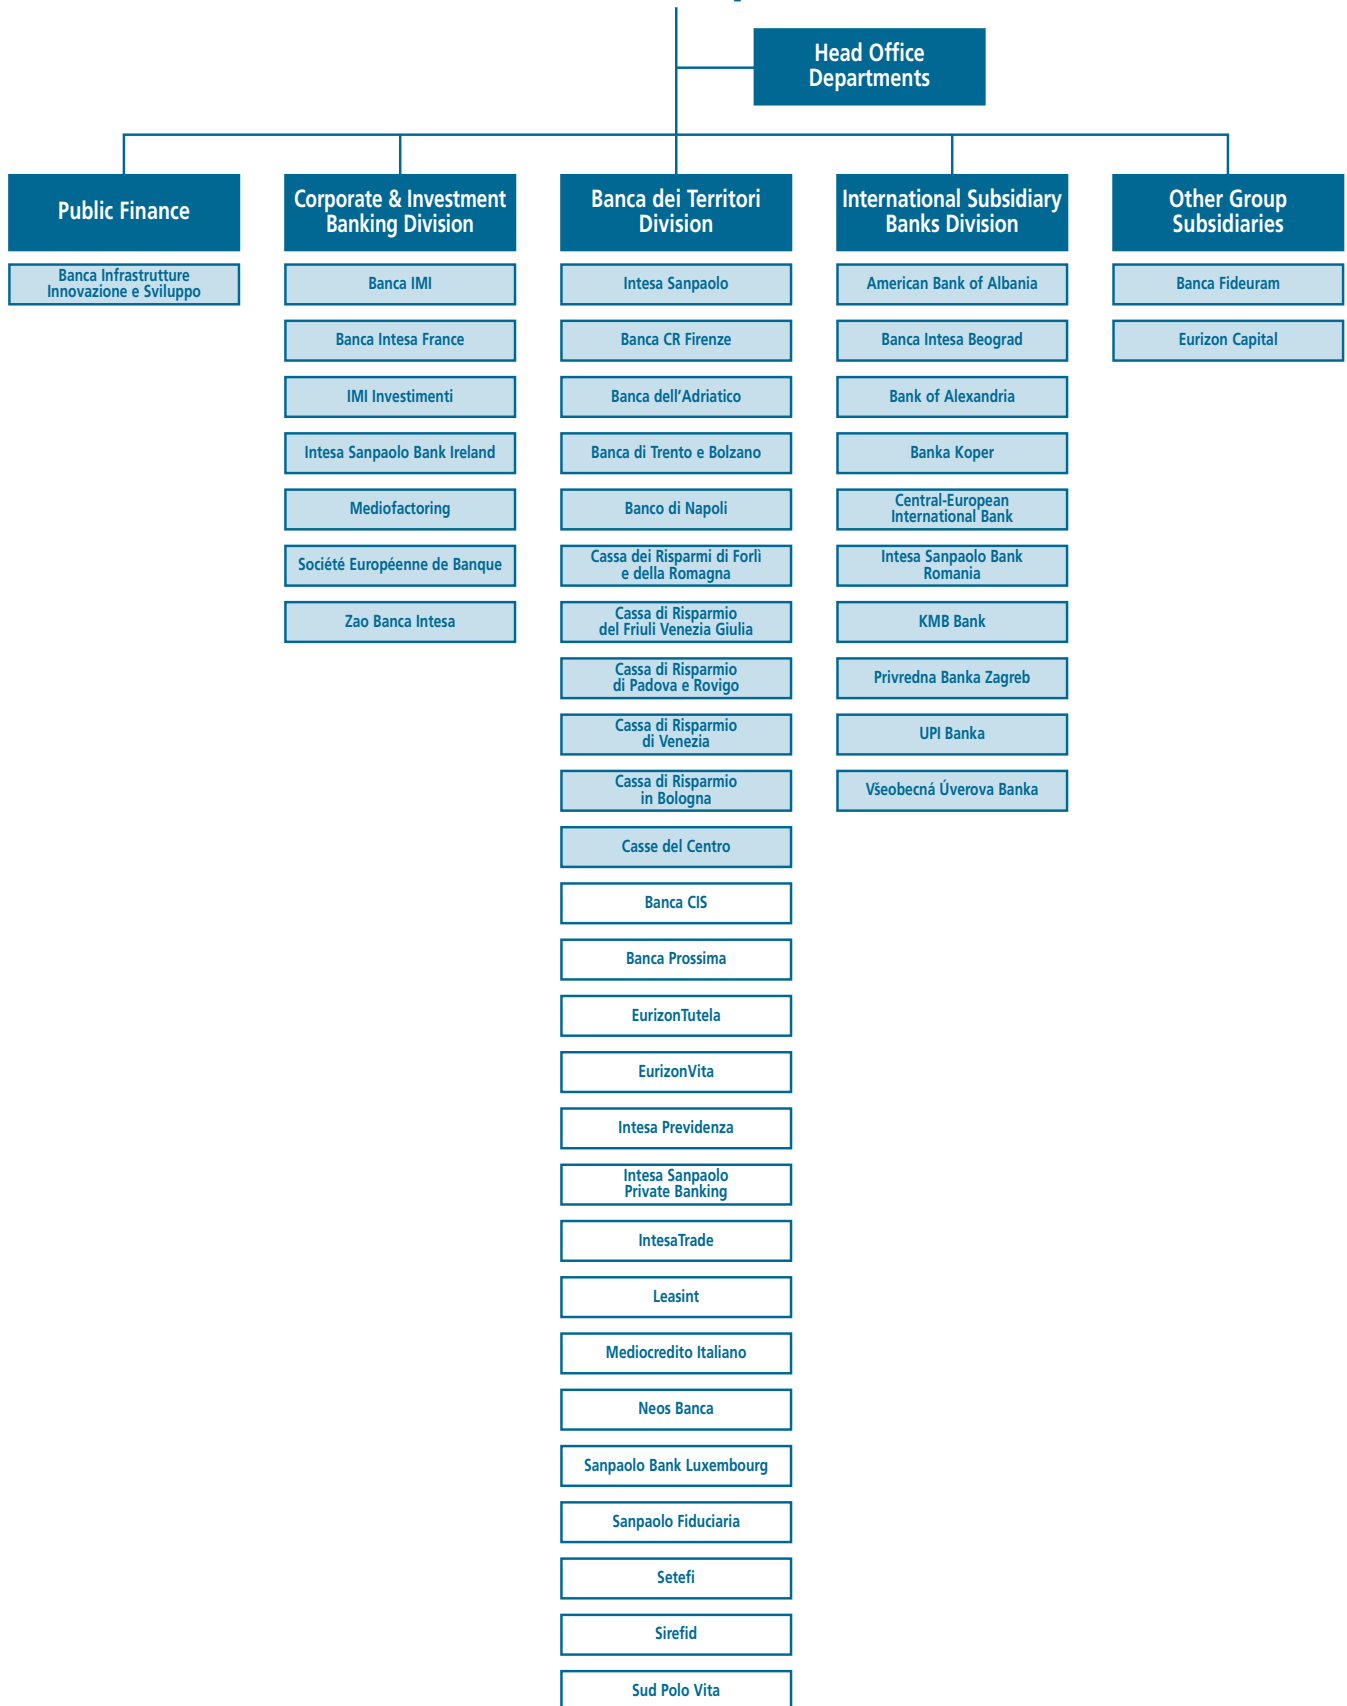 Head Office
Departments
Public Finance
Corporate & Investment
Banking Division
Banca dei Territori
Division
International Subsidiary
Banks Division
Other Group
Subsidiaries
Banca Infrastrutture
Innovazione e Sviluppo
Banca IMI
Banca Intesa France
IMI Investimenti
Intesa Sanpaolo Bank Ireland
Mediofactoring
Société Européenne de Banque
Zao Banca Intesa
Intesa Sanpaolo
Banca CR Firenze
Banca dell’Adriatico
Banca di Trento e Bolzano
Banco di Napoli
Cassa dei Risparmi di Forlì
e della Romagna
Cassa di Risparmio
del Friuli Venezia Giulia
Cassa di Risparmio
di Padova e Rovigo
Cassa di Risparmio
di Venezia
Cassa di Risparmio
in Bologna
Casse del Centro
Banca CIS
Banca Prossima
EurizonTutela
EurizonVita
Intesa Previdenza
Intesa Sanpaolo
Private Banking
IntesaTrade
Leasint
Mediocredito Italiano
Neos Banca
Sanpaolo Bank Luxembourg
Sanpaolo Fiduciaria
Setefi
Sirefid
Sud Polo Vita
American Bank of Albania
Banca Intesa Beograd
Bank of Alexandria
Banka Koper
Central-European
International Bank
Intesa Sanpaolo Bank
Romania
KMB Bank
Privredna Banka Zagreb
UPI Banka
Všeobecná Úverova Banka
Banca Fideuram
Eurizon Capital